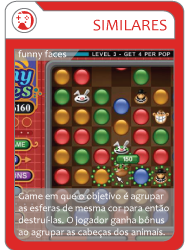 SIMILARES
funny faces
LEVEL 3 - GET 4 PER POP
150
Game em que o objetivo é agrupar
as esferas de mesma cor para então
destruí-las. O jogador ganha bônus
ao agrupar as cabeças dos animais.